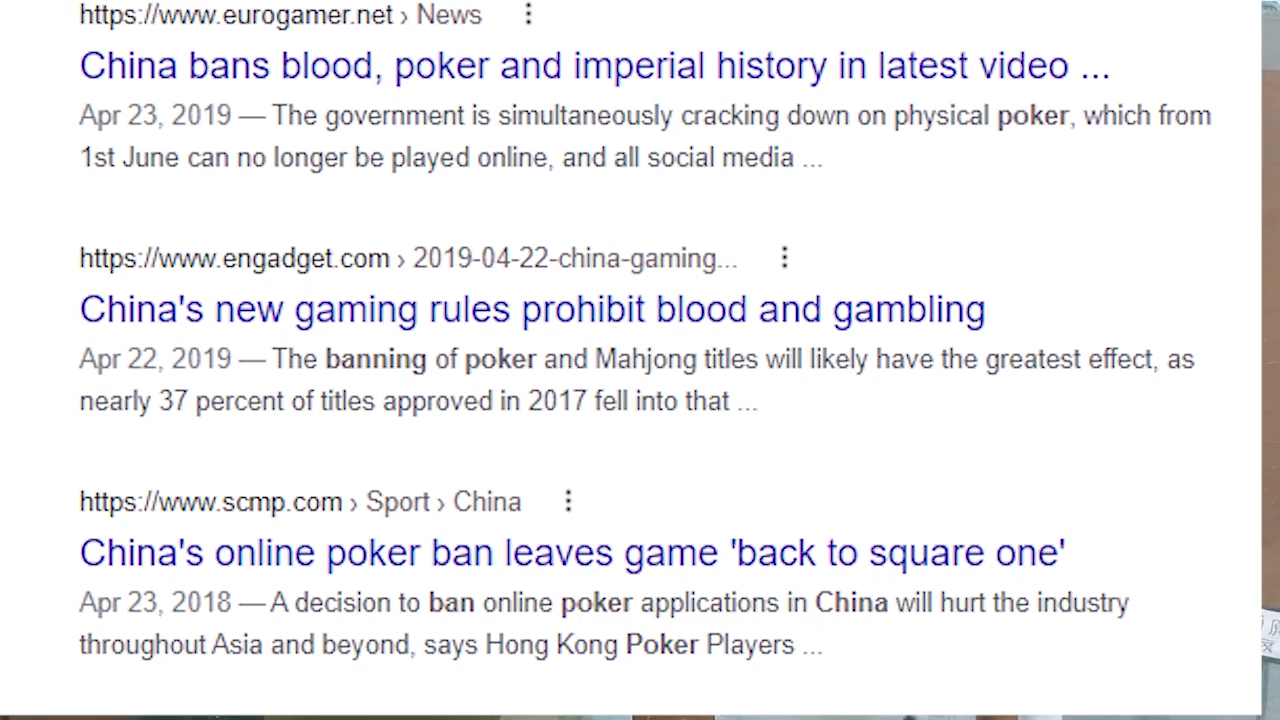 https://www.eurogamer.net › News
China bans blood, poker and imperial history in latest video ...
Apr 23, 2019 — The government is simultaneously cracking down on physical poker, which from
1st June can no longer be played online, and all social media ...
https://www.engadget.com › 2019-04-22-china-gaming...
China's new gaming rules prohibit blood and gambling
Apr 22, 2019 — The banning of poker and Mahjong titles will likely have the greatest effect, as
nearly 37 percent of titles approved in 2017 fell into that ...
https://www.scmp.com › Sport › China
China's online poker ban leaves game 'back to square one'
Apr 23, 2018 — A decision to ban online poker applications in China will hurt the industry
throughout Asia and beyond, says Hong Kong Poker Players ...